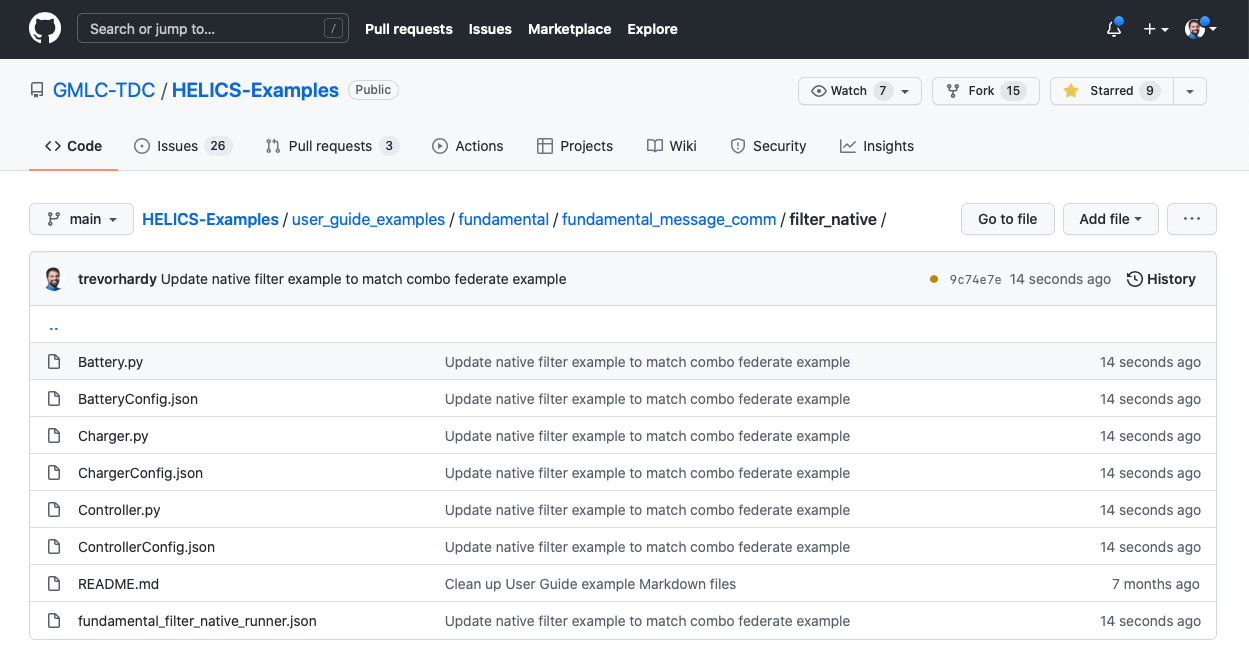 Search or jump to... / Pull requests Issues Marketplace Explore
GMLC-TDC / HELICS-Examples Public Watch 7 Fork 15 Starred 9
Code Issues 26 Pull requests 3 Actions Projects Wiki Security Insights
main HELICS-Examples / user_guide_examples / fundamental / fundamental_message_comm / filter_native / Go to file Add file ...
trevorhardy Update native filter example to match combo federate example 9c74e7e 14 seconds ago History
..
Battery.py Update native filter example to match combo federate example 14 seconds ago
BatteryConfig.json Update native filter example to match combo federate example 14 seconds ago
Charger.py Update native filter example to match combo federate example 14 seconds ago
ChargerConfig.json Update native filter example to match combo federate example 14 seconds ago
Controller.py Update native filter example to match combo federate example 14 seconds ago
ControllerConfig.json Update native filter example to match combo federate example 14 seconds ago
README.md Clean up User Guide example Markdown files 7 months ago
fundamental_filter_native_runner.json Update native filter example to match combo federate example 14 seconds ago